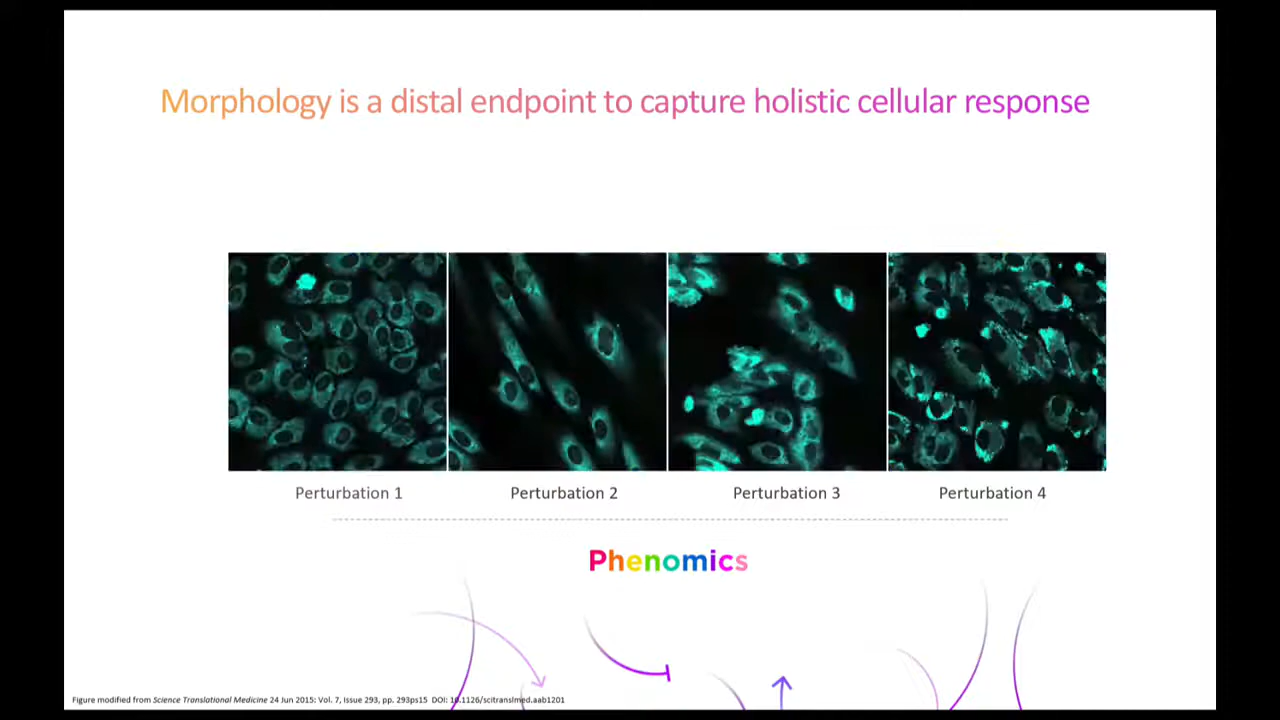 Morphology is a distal endpoint to capture holistic cellular response
Perturbation 1
Perturbation 2
Perturbation 3
Perturbation 4
Phenomics
Figure modified from Science Translational Medicine 24 Jun 2015: Vol. 7, Issue 293, pp. 293ps15 DOI: 10.1126/scitranslmed.aab1201